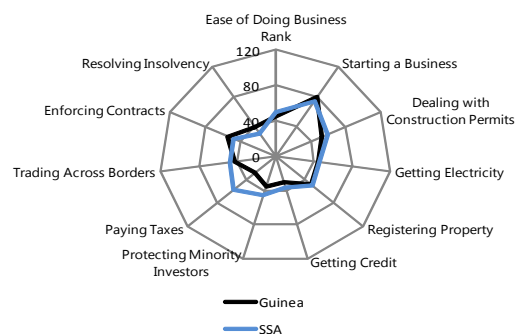 Ease of Doing Business
Rank
120
80
40
0
Starting a Business
Dealing with
Construction Permits
Getting Electricity
Registering Property
Getting Credit
Protecting Minority
Investors
Paying Taxes
Trading Across Borders
Enforcing Contracts
Resolving Insolvency
Guinea
SSA